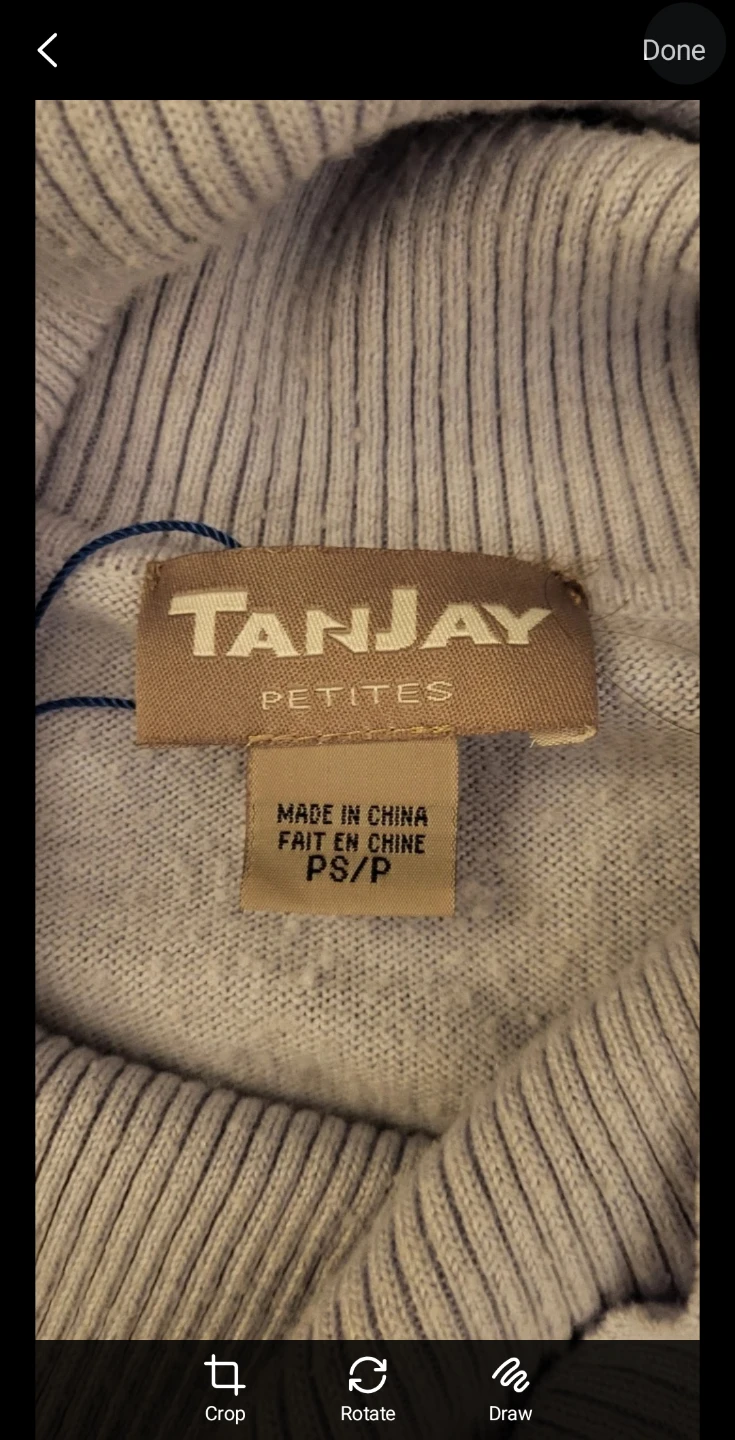 Done
TANJAY
PETITES
MADE IN CHINA
FAIT EN CHINE
PS/P
Crop Rotate Draw